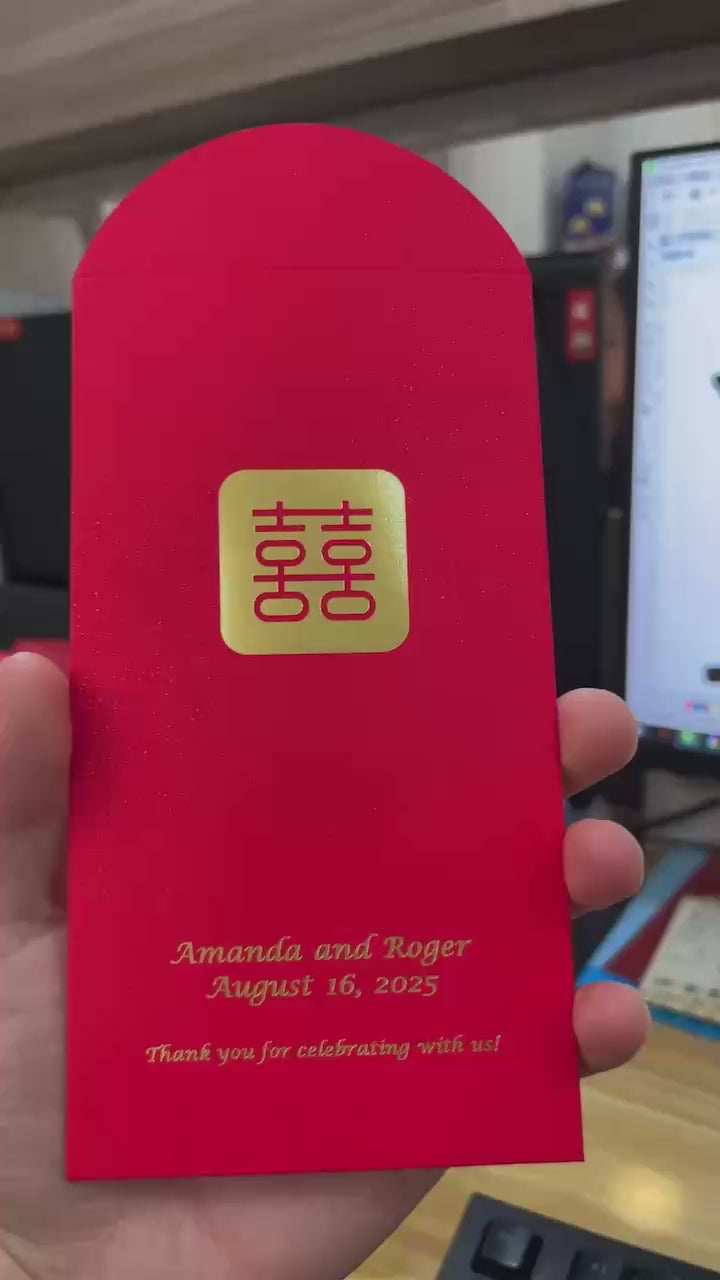 囍
Amanda and Roger
August 16, 2025
Thank you for celebrating with us!